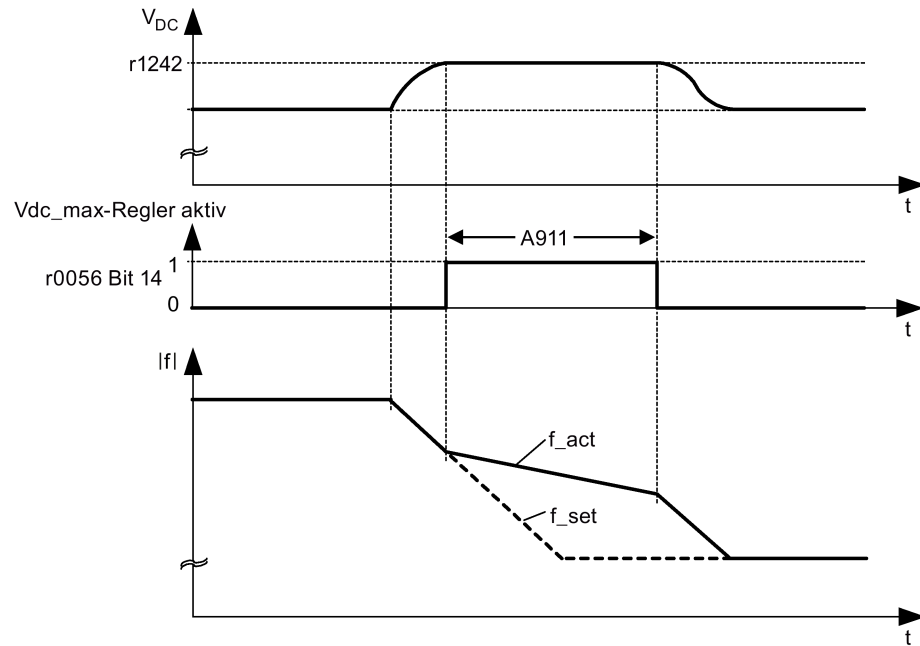 V_DC
r1242
t
Vdc_max-Regler aktiv
A911
1
r0056 Bit 14
0
t
|f|
f_act
f_set
t